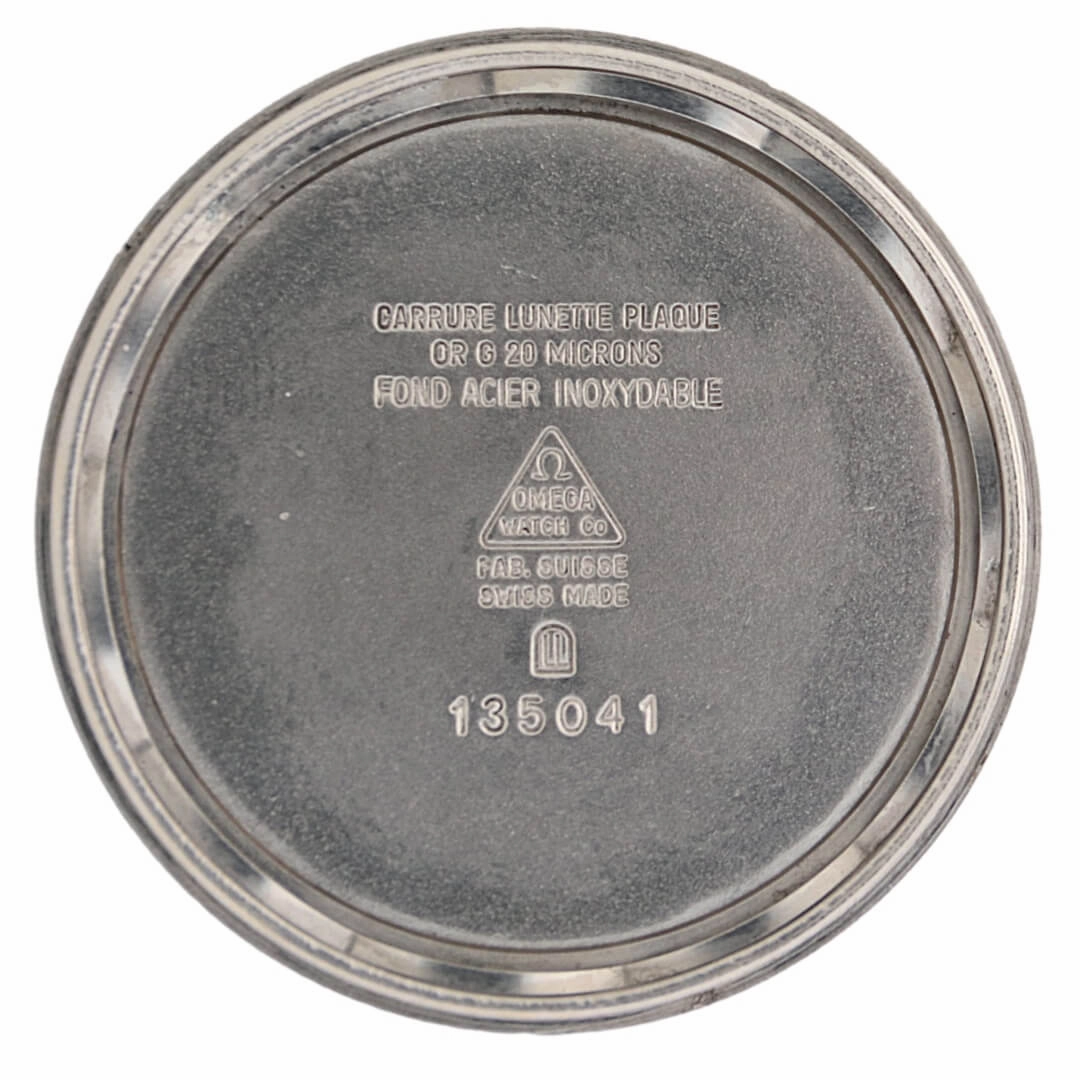 CARRURE LUNETTE PLAQUE
OR G 20 MICRONS
FOND ACIER INOXYDABLE
Ω
OMEGA
WATCH Co
FAB. SUISSE
SWISS MADE
135041